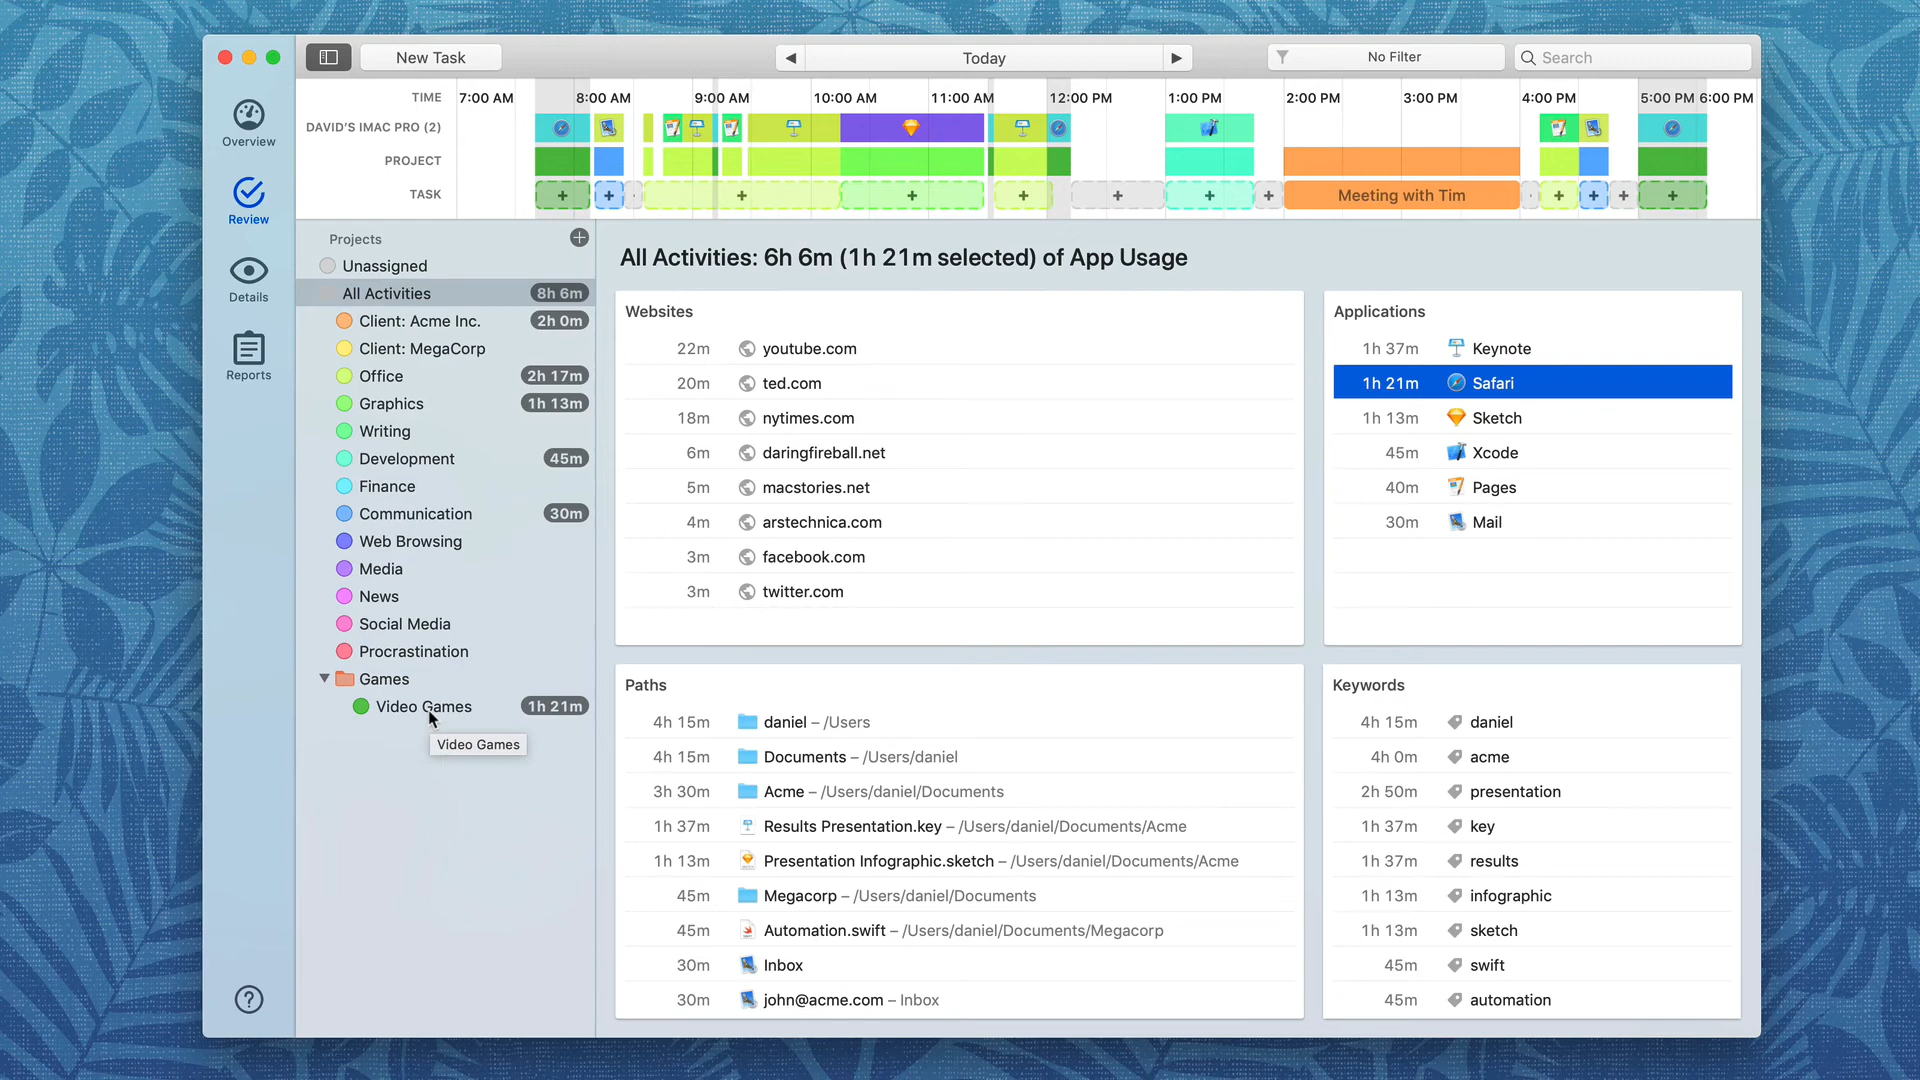 New Task
Today
No Filter
Search
Overview
Review
Details
Reports
TIME
7:00 AM 8:00 AM 9:00 AM 10:00 AM 11:00 AM 12:00 PM 1:00 PM 2:00 PM 3:00 PM 4:00 PM 5:00 PM 6:00 PM
DAVID'S IMAC PRO (2)
PROJECT
TASK
Meeting with Tim
Projects
Unassigned
All Activities 8h 6m
Client: Acme Inc. 2h 0m
Client: MegaCorp
Office 2h 17m
Graphics 1h 13m
Writing
Development 45m
Finance
Communication 30m
Web Browsing
Media
News
Social Media
Procrastination
Games
Video Games 1h 21m
Video Games
All Activities: 6h 6m (1h 21m selected) of App Usage
Websites
22m youtube.com
20m ted.com
18m nytimes.com
6m daringfireball.net
5m macstories.net
4m arstechnica.com
3m facebook.com
3m twitter.com
Applications
1h 37m Keynote
1h 21m Safari
1h 13m Sketch
45m Xcode
40m Pages
30m Mail
Paths
4h 15m daniel – /Users
4h 15m Documents – /Users/daniel
3h 30m Acme – /Users/daniel/Documents
1h 37m Results Presentation.key – /Users/daniel/Documents/Acme
1h 13m Presentation Infographic.sketch – /Users/daniel/Documents/Acme
45m Megacorp – /Users/daniel/Documents
45m Automation.swift – /Users/daniel/Documents/Megacorp
30m Inbox
30m john@acme.com – Inbox
Keywords
4h 15m daniel
4h 0m acme
2h 50m presentation
1h 37m key
1h 37m results
1h 13m infographic
1h 13m sketch
45m swift
45m automation